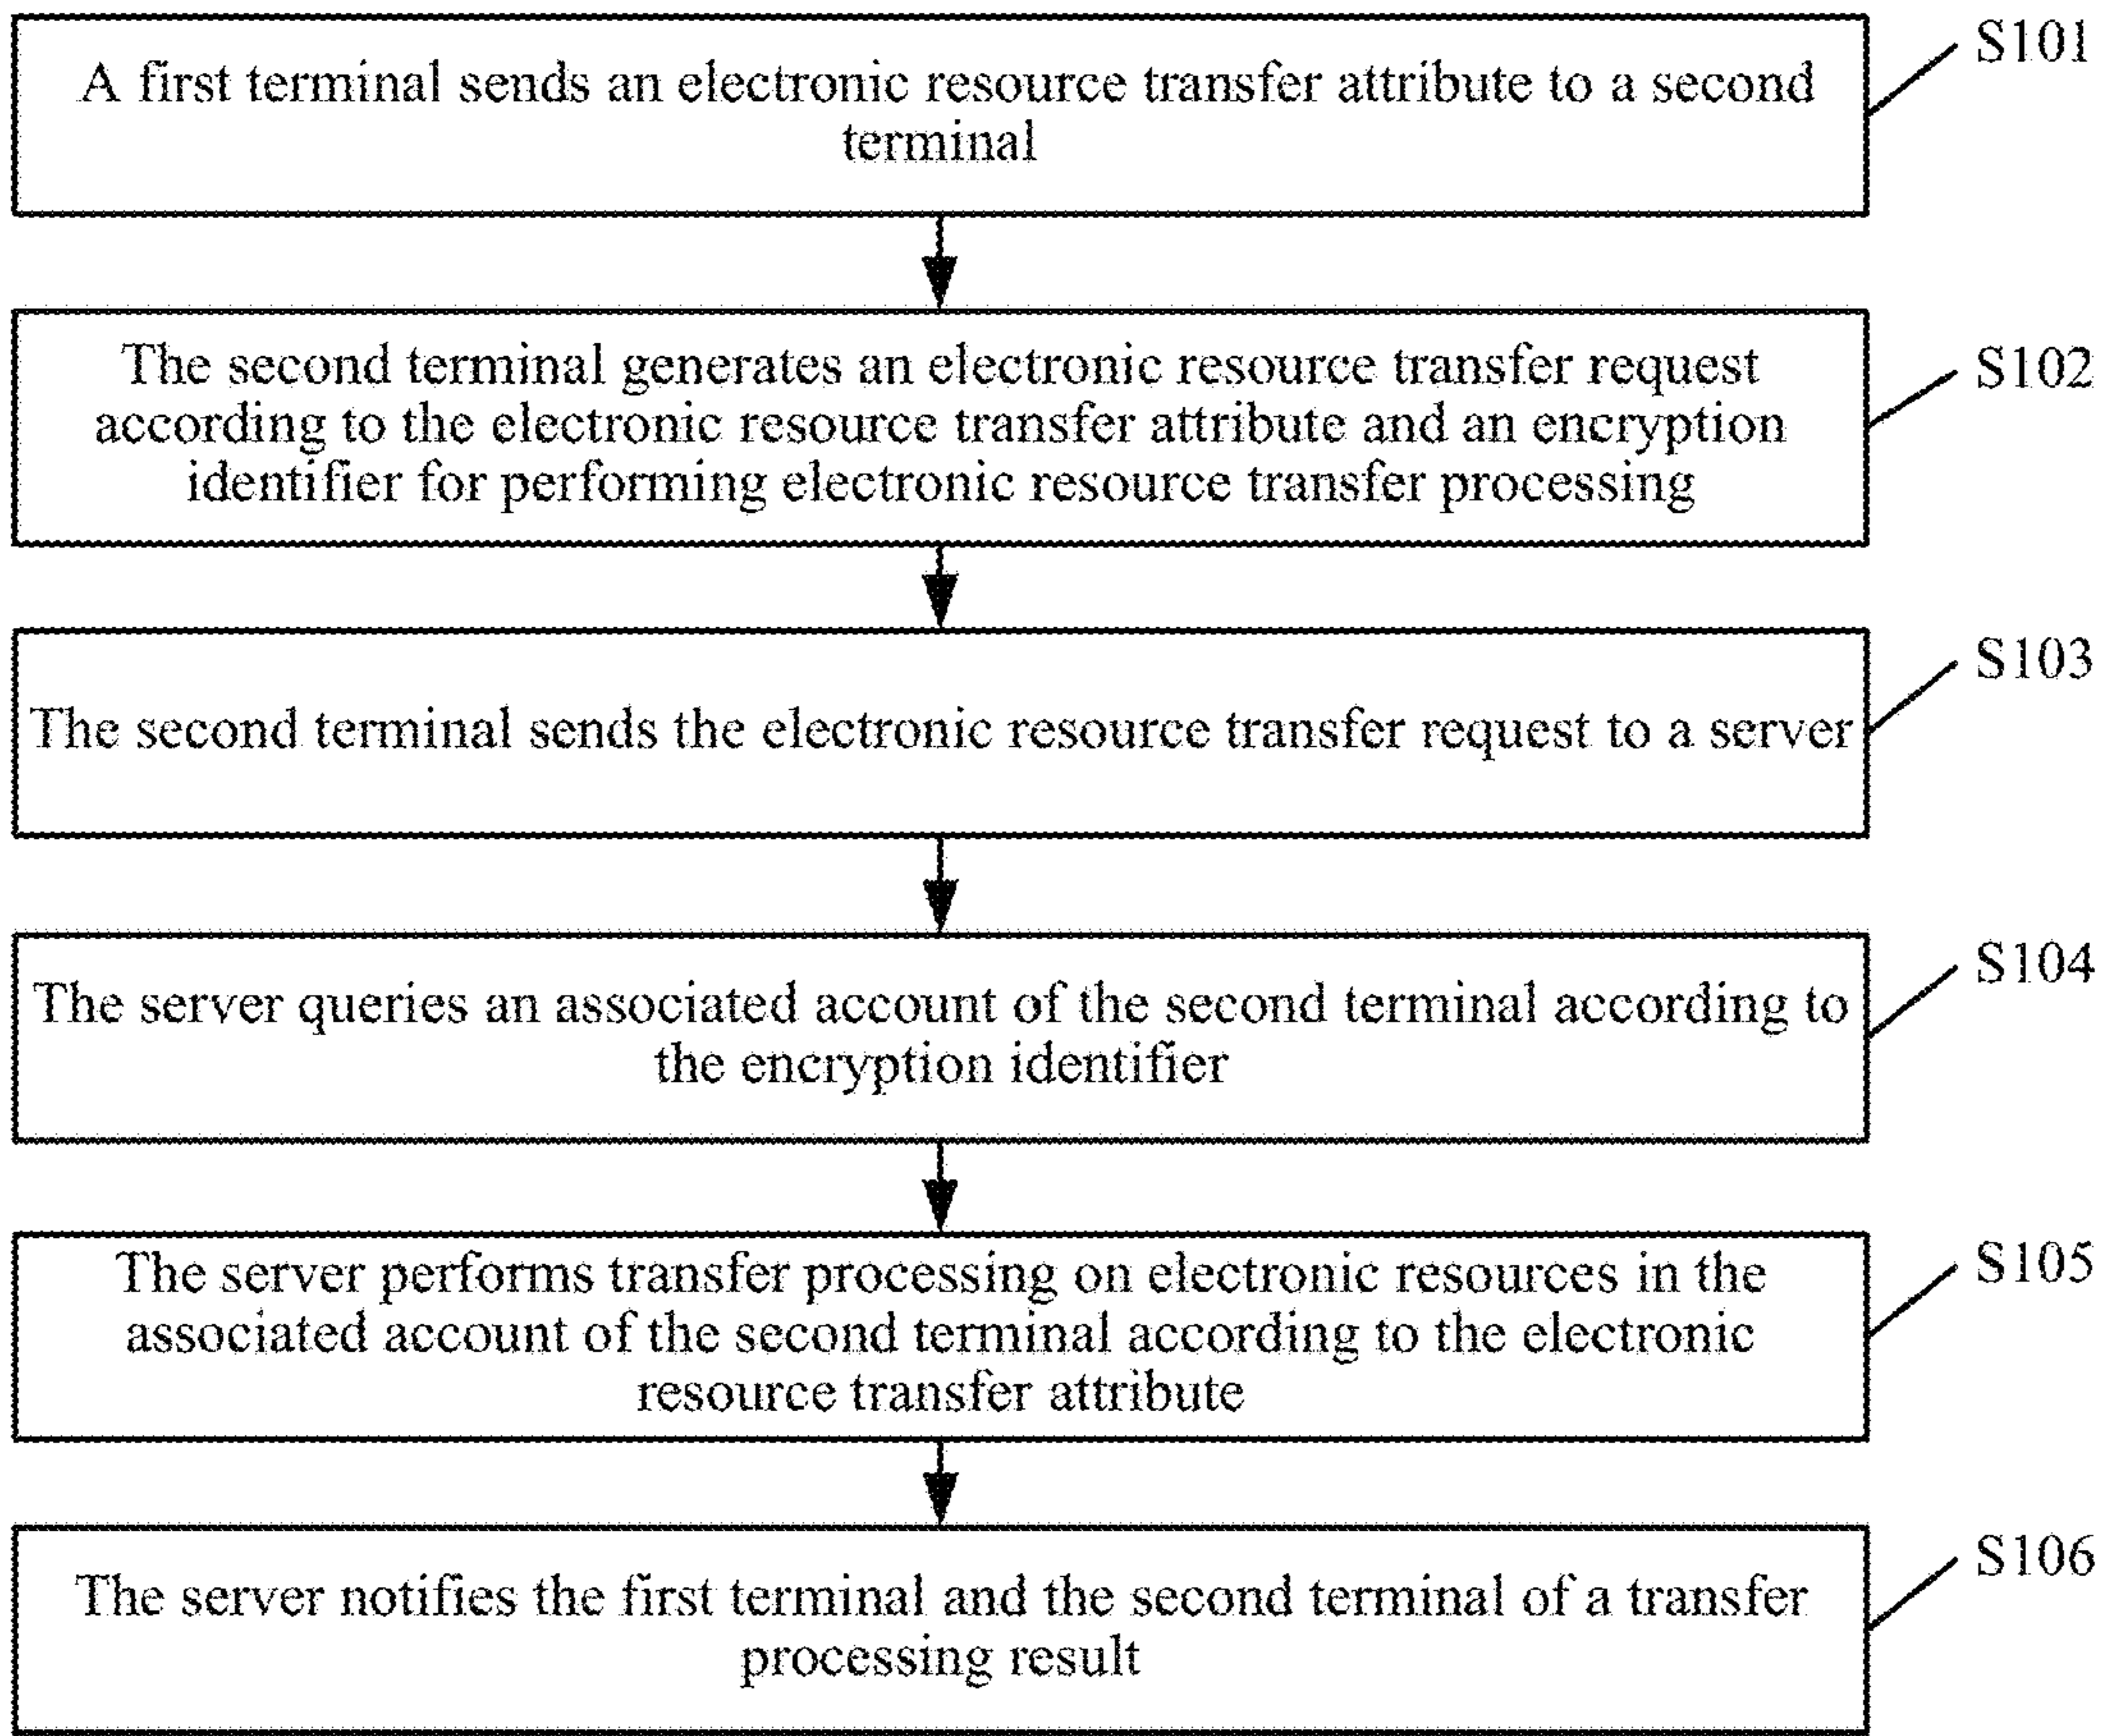 S101
A first terminal sends an electronic resource transfer attribute to a second
terminal
S102
The second terminal generates an electronic resource transfer request
according to the electronic resource transfer attribute and an encryption
identifier for performing electronic resource transfer processing
S103
The second terminal sends the electronic resource transfer request to a server
S104
The server queries an associated account of the second terminal according to
the encryption identifier
S105
The server performs transfer processing on electronic resources in the
associated account of the second terminal according to the electronic
resource transfer attribute
S106
The server notifies the first terminal and the second terminal of a transfer
processing result